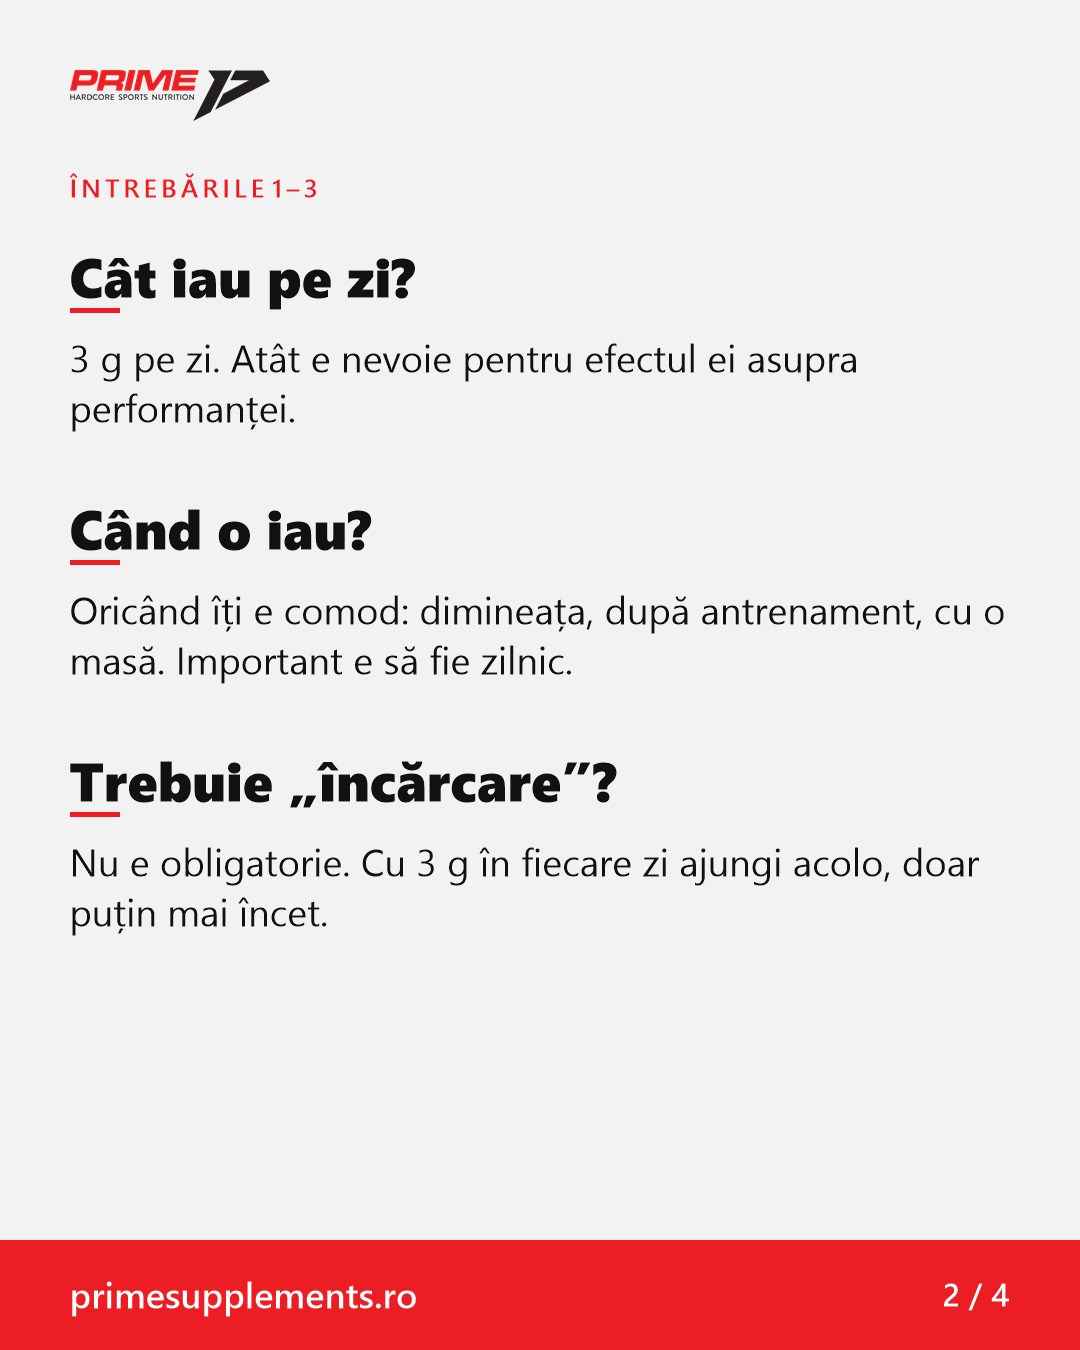 PRIME
HARDCORE SPORTS NUTRITION
ÎNTREBĂRILE 1–3
Cât iau pe zi?
3 g pe zi. Atât e nevoie pentru efectul ei asupra
performanței.
Când o iau?
Oricând îți e comod: dimineața, după antrenament, cu o
masă. Important e să fie zilnic.
Trebuie „încărcare”?
Nu e obligatorie. Cu 3 g în fiecare zi ajungi acolo, doar
puțin mai încet.
primesupplements.ro
2 / 4